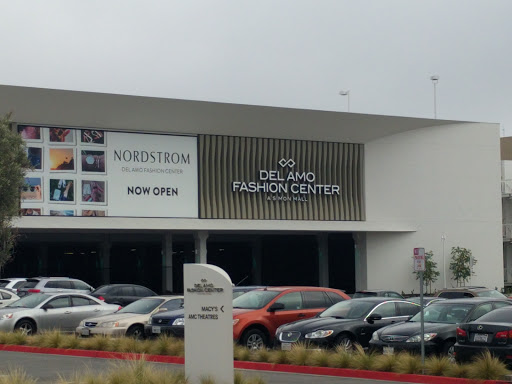 NORDSTROM
DEL AMO FASHION CENTER
NOW OPEN
DEL AMO
FASHION CENTER
A SIMON MALL
DEL AMO
FASHION CENTER
MACY'S
AMC THEATRES